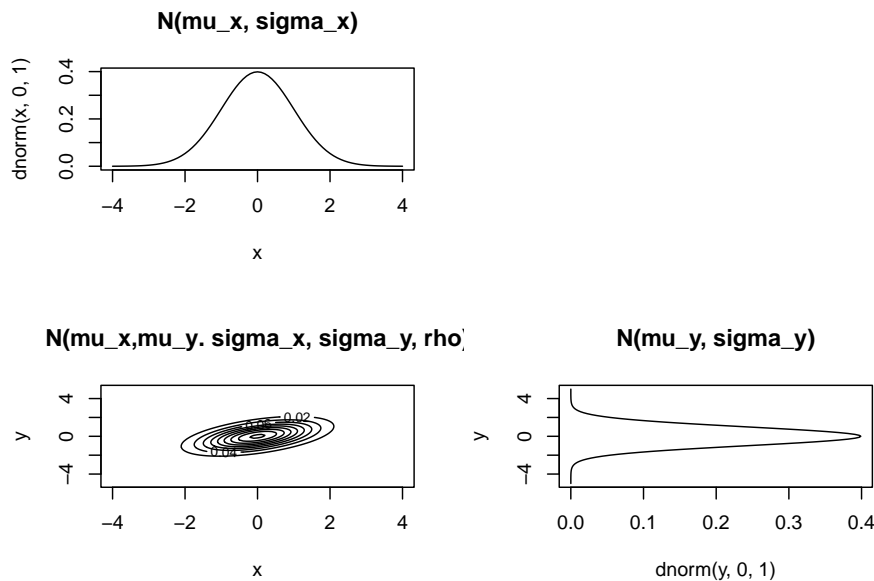 N(mu_x, sigma_x)
dnorm(x, 0, 1)
0.4
0.2
0.0
−4 −2 0 2 4
x
N(mu_x,mu_y. sigma_x, sigma_y, rho)
y
4
0
−4
0.02
0.06
0.04
−4 −2 0 2 4
x
N(mu_y, sigma_y)
y
4
0
−4
0.0 0.1 0.2 0.3 0.4
dnorm(y, 0, 1)